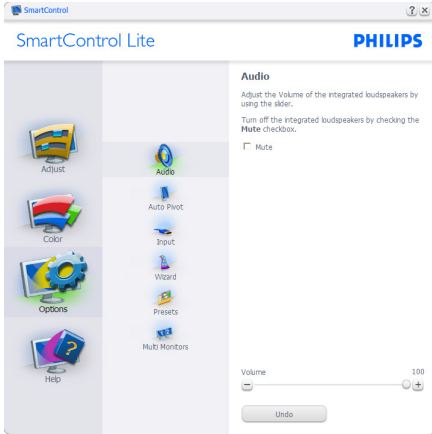 SmartControl
SmartControl Lite
PHILIPS
Adjust
Color
Options
Help
Audio
Auto Pivot
Input
Wizard
Presets
Multi Monitors
Audio
Adjust the Volume of the integrated loudspeakers by
using the slider.
Turn off the integrated loudspeakers by checking the
Mute checkbox.
Mute
Volume 100
Undo